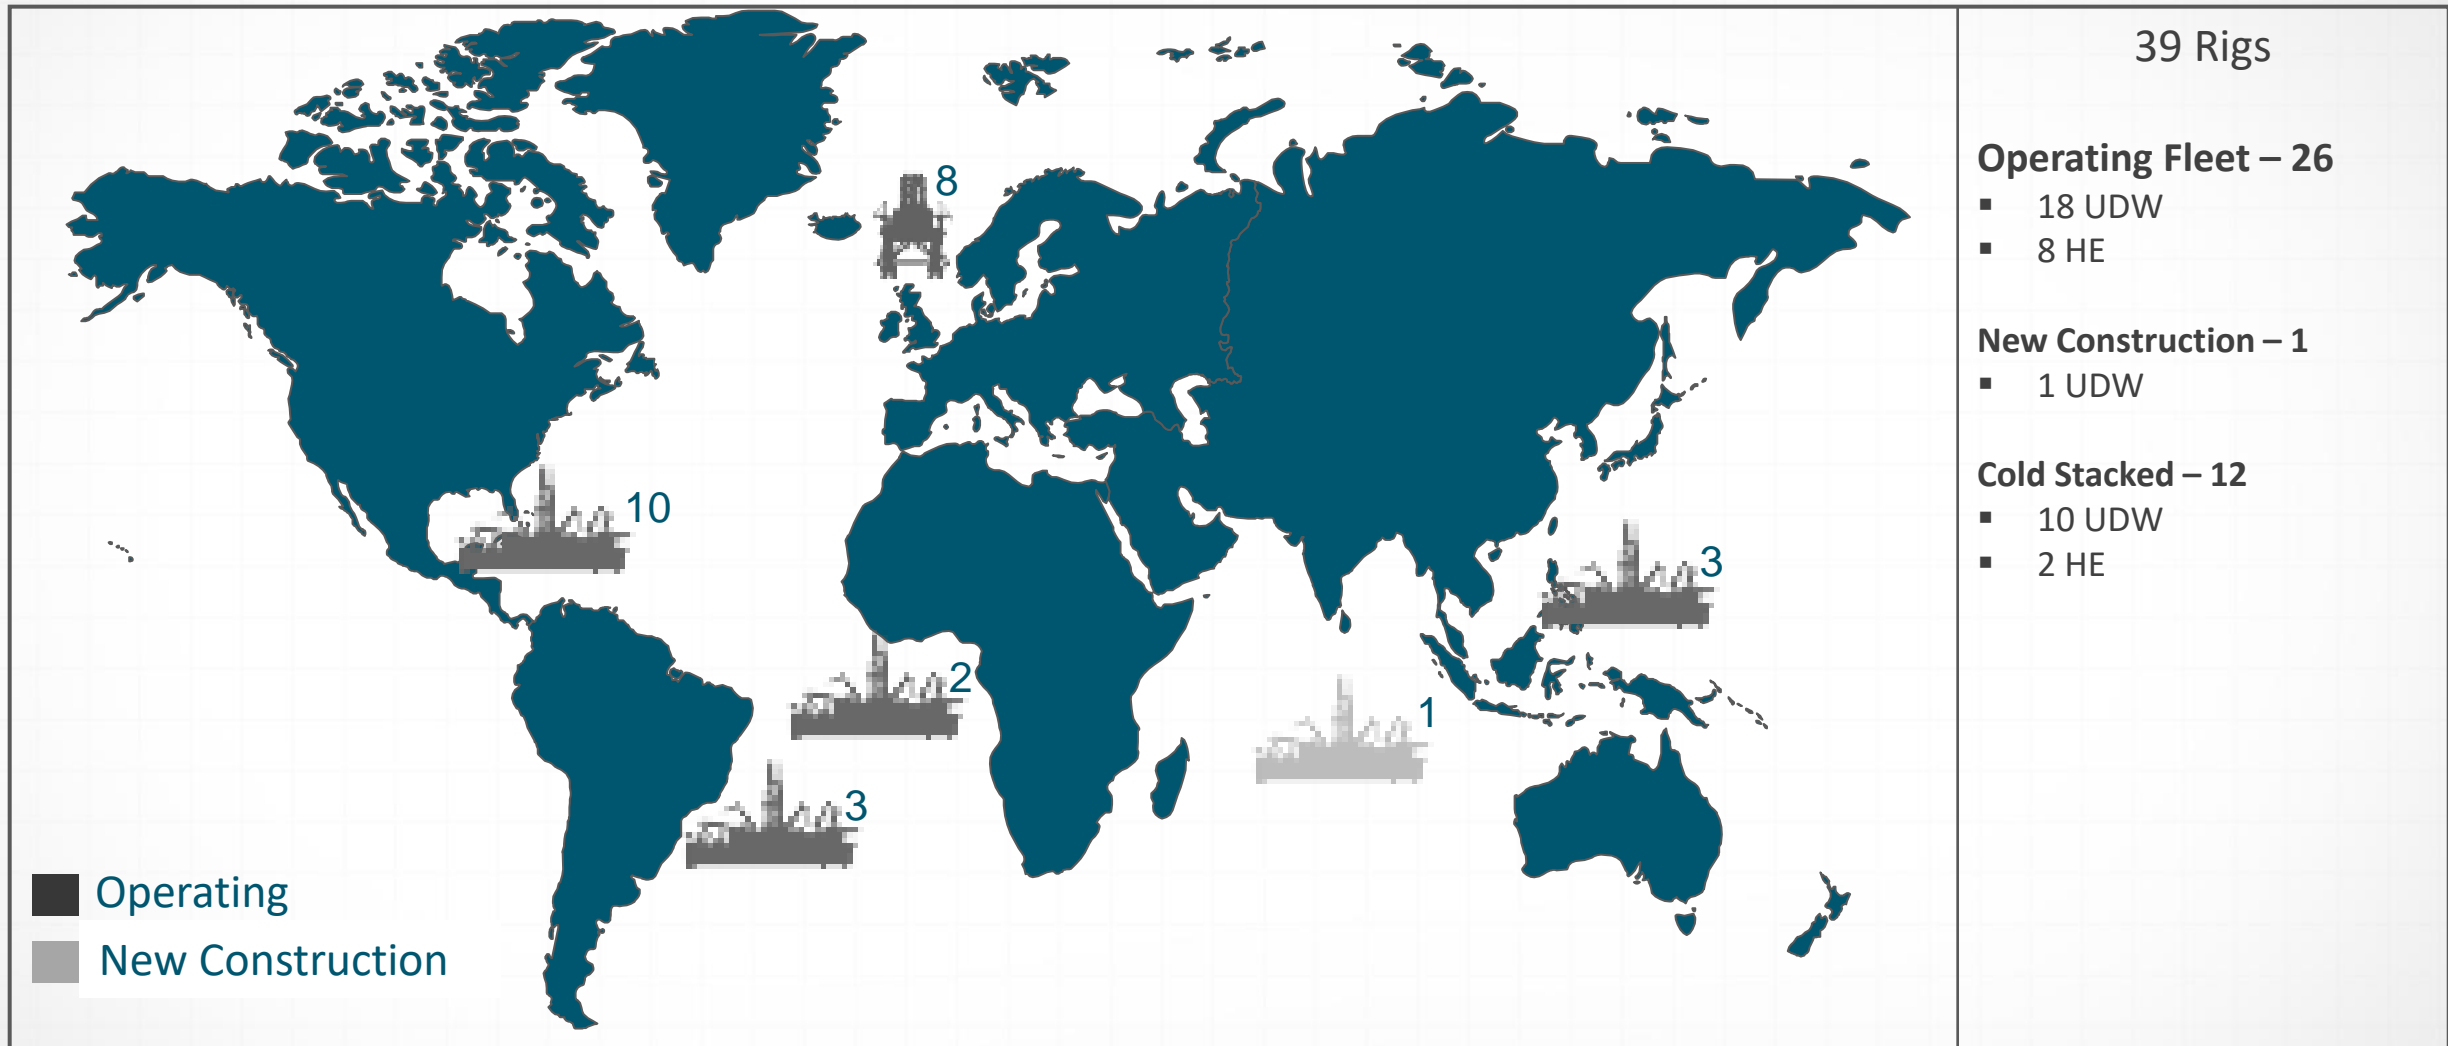 8
10
3
2
1
3
Operating
New Construction
39 Rigs
Operating Fleet – 26
▪ 18 UDW
▪ 8 HE
New Construction – 1
▪ 1 UDW
Cold Stacked – 12
▪ 10 UDW
▪ 2 HE